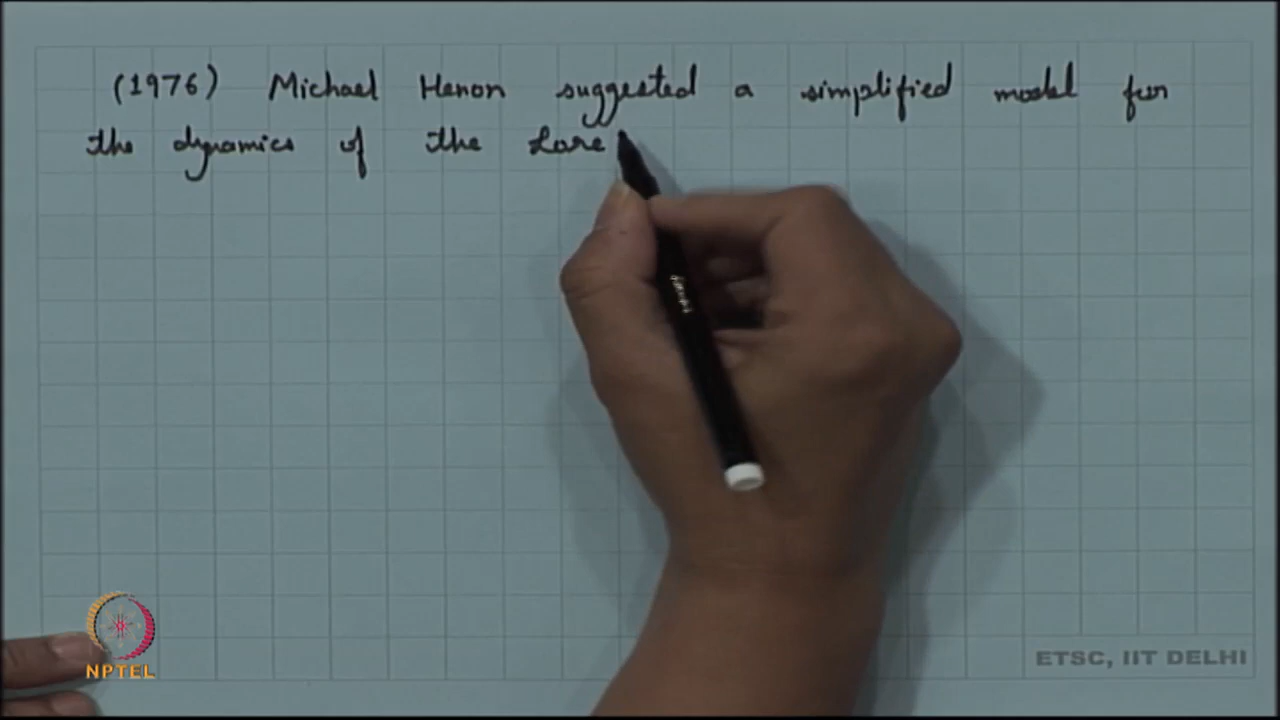 (1976) Michael Henon suggested a simplified model for
the dynamics of the Lore
NPTEL
ETSC, IIT DELHI